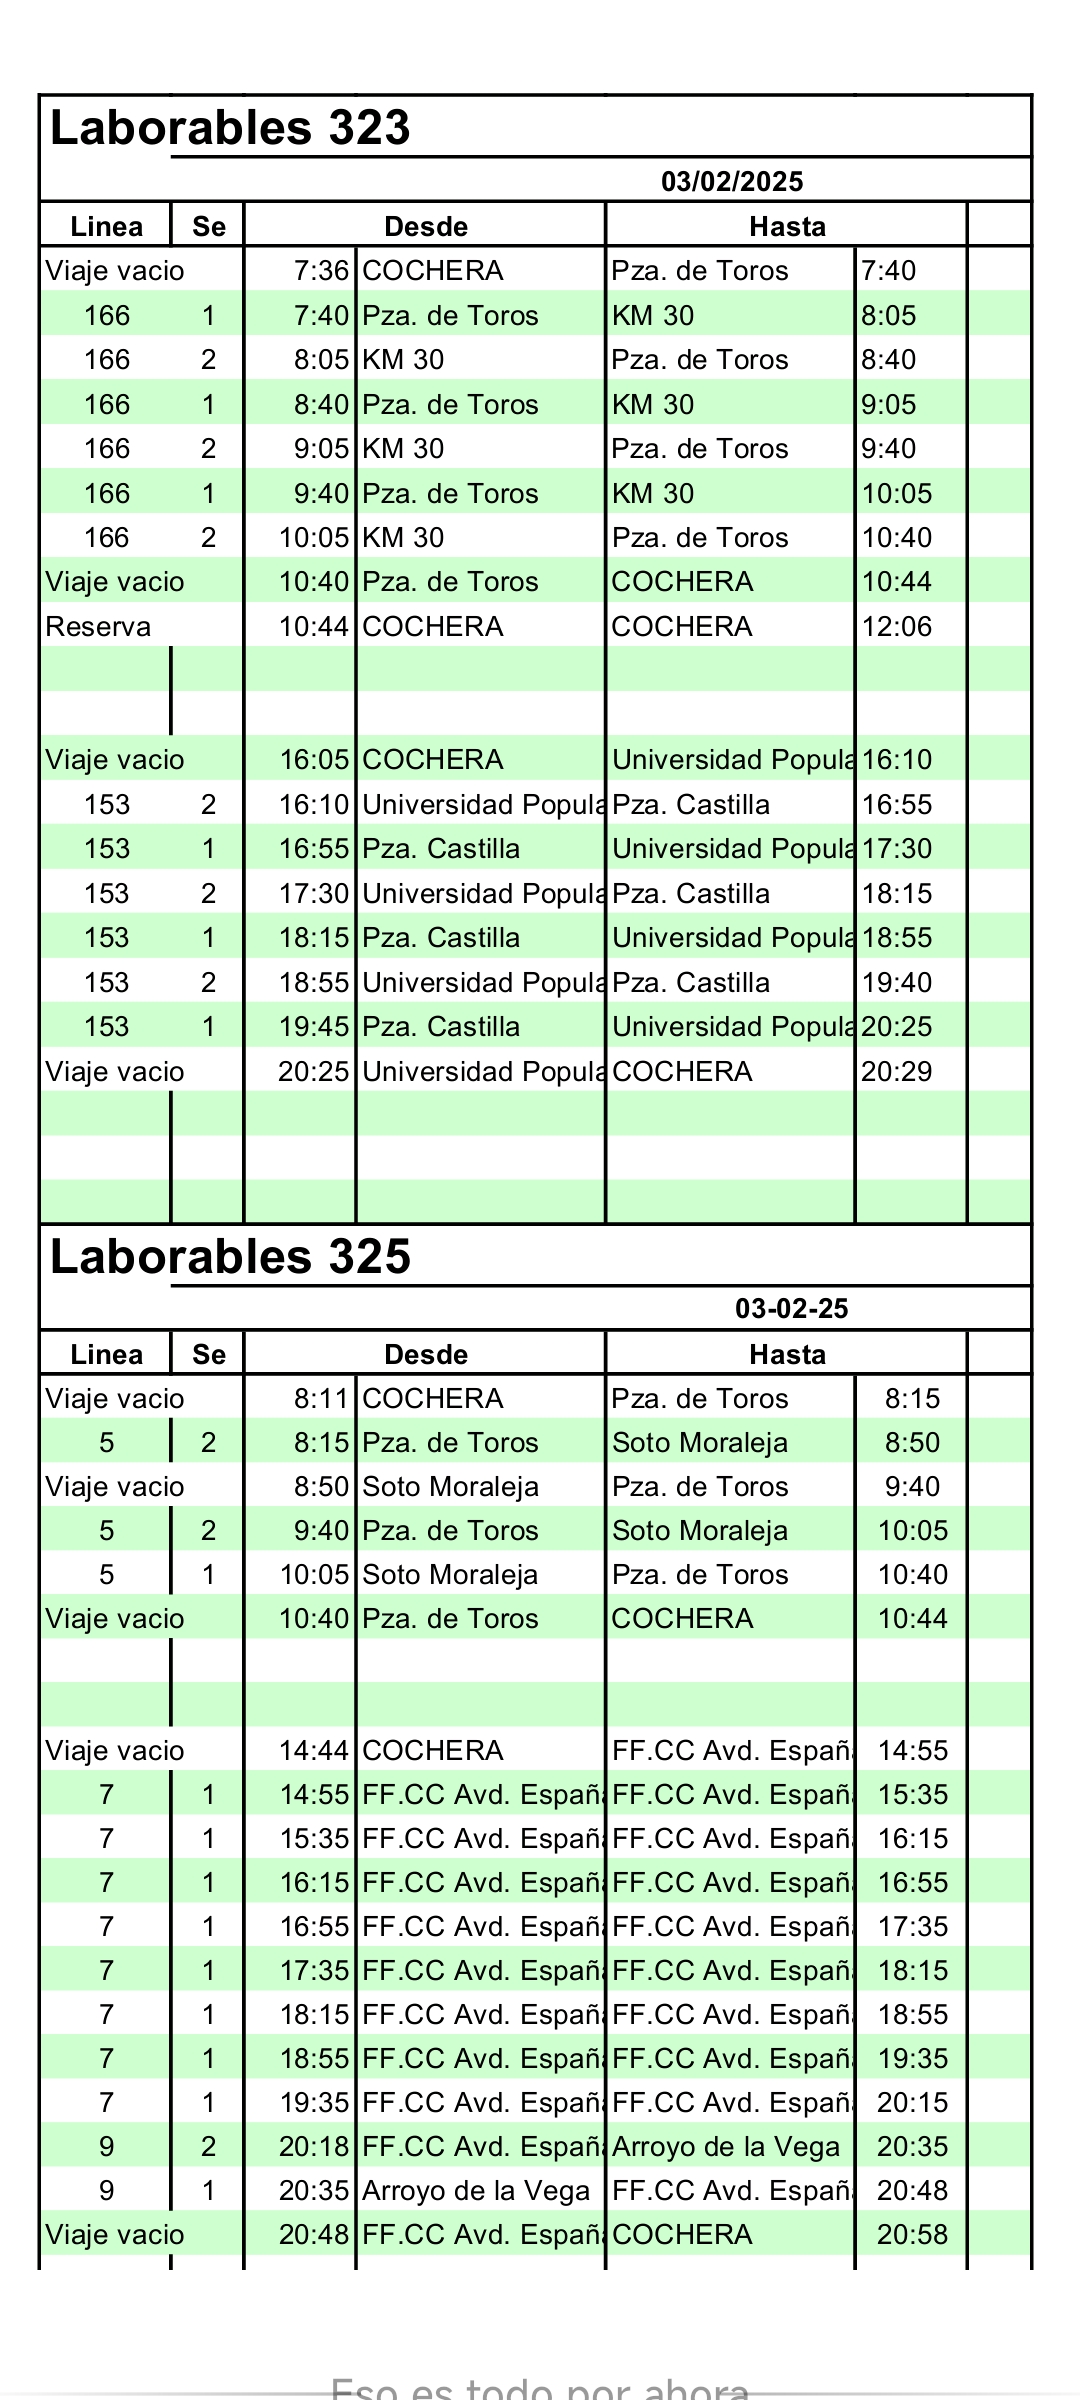 Laborables 323
03/02/2025
Linea Se Desde Hasta
Viaje vacio 7:36 COCHERA Pza. de Toros 7:40
166 1 7:40 Pza. de Toros KM 30 8:05
166 2 8:05 KM 30 Pza. de Toros 8:40
166 1 8:40 Pza. de Toros KM 30 9:05
166 2 9:05 KM 30 Pza. de Toros 9:40
166 1 9:40 Pza. de Toros KM 30 10:05
166 2 10:05 KM 30 Pza. de Toros 10:40
Viaje vacio 10:40 Pza. de Toros COCHERA 10:44
Reserva 10:44 COCHERA COCHERA 12:06
Viaje vacio 16:05 COCHERA Universidad Popula 16:10
153 2 16:10 Universidad Popula Pza. Castilla 16:55
153 1 16:55 Pza. Castilla Universidad Popula 17:30
153 2 17:30 Universidad Popula Pza. Castilla 18:15
153 1 18:15 Pza. Castilla Universidad Popula 18:55
153 2 18:55 Universidad Popula Pza. Castilla 19:40
153 1 19:45 Pza. Castilla Universidad Popula 20:25
Viaje vacio 20:25 Universidad Popula COCHERA 20:29
Laborables 325
03-02-25
Linea Se Desde Hasta
Viaje vacio 8:11 COCHERA Pza. de Toros 8:15
5 2 8:15 Pza. de Toros Soto Moraleja 8:50
Viaje vacio 8:50 Soto Moraleja Pza. de Toros 9:40
5 2 9:40 Pza. de Toros Soto Moraleja 10:05
5 1 10:05 Soto Moraleja Pza. de Toros 10:40
Viaje vacio 10:40 Pza. de Toros COCHERA 10:44
Viaje vacio 14:44 COCHERA FF.CC Avd. España 14:55
7 1 14:55 FF.CC Avd. España FF.CC Avd. España 15:35
7 1 15:35 FF.CC Avd. España FF.CC Avd. España 16:15
7 1 16:15 FF.CC Avd. España FF.CC Avd. España 16:55
7 1 16:55 FF.CC Avd. España FF.CC Avd. España 17:35
7 1 17:35 FF.CC Avd. España FF.CC Avd. España 18:15
7 1 18:15 FF.CC Avd. España FF.CC Avd. España 18:55
7 1 18:55 FF.CC Avd. España FF.CC Avd. España 19:35
7 1 19:35 FF.CC Avd. España FF.CC Avd. España 20:15
9 2 20:18 FF.CC Avd. España Arroyo de la Vega 20:35
9 1 20:35 Arroyo de la Vega FF.CC Avd. España 20:48
Viaje vacio 20:48 FF.CC Avd. España COCHERA 20:58
Eso es todo por ahora